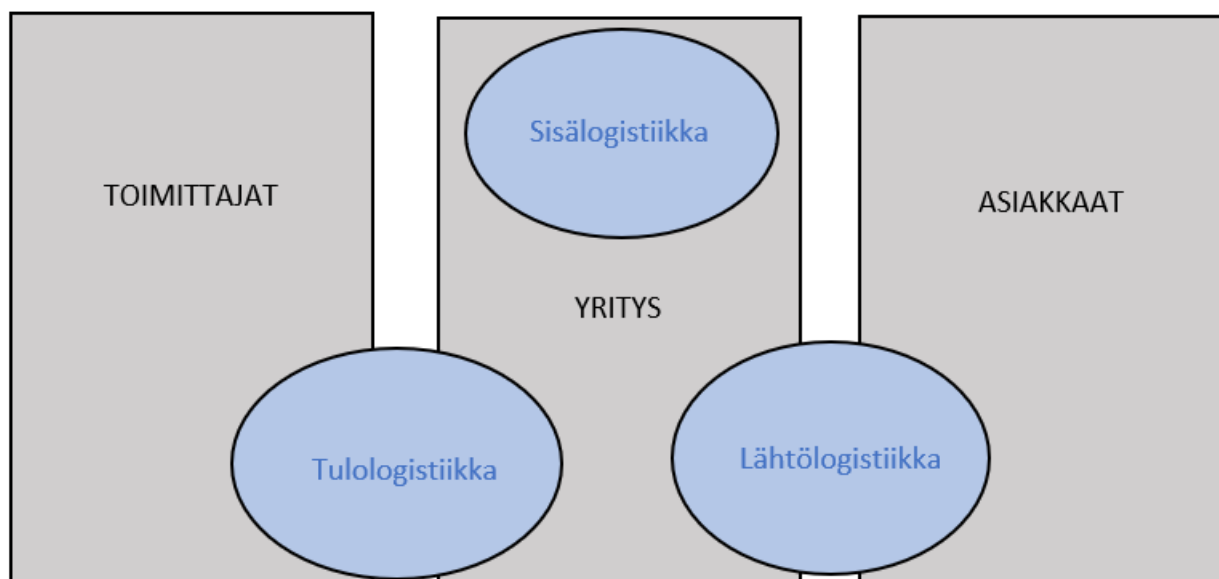 Sisälogistiikka
TOIMITTAJAT
ASIAKKAAT
YRITYS
Tulologistiikka
Lähtölogistiikka